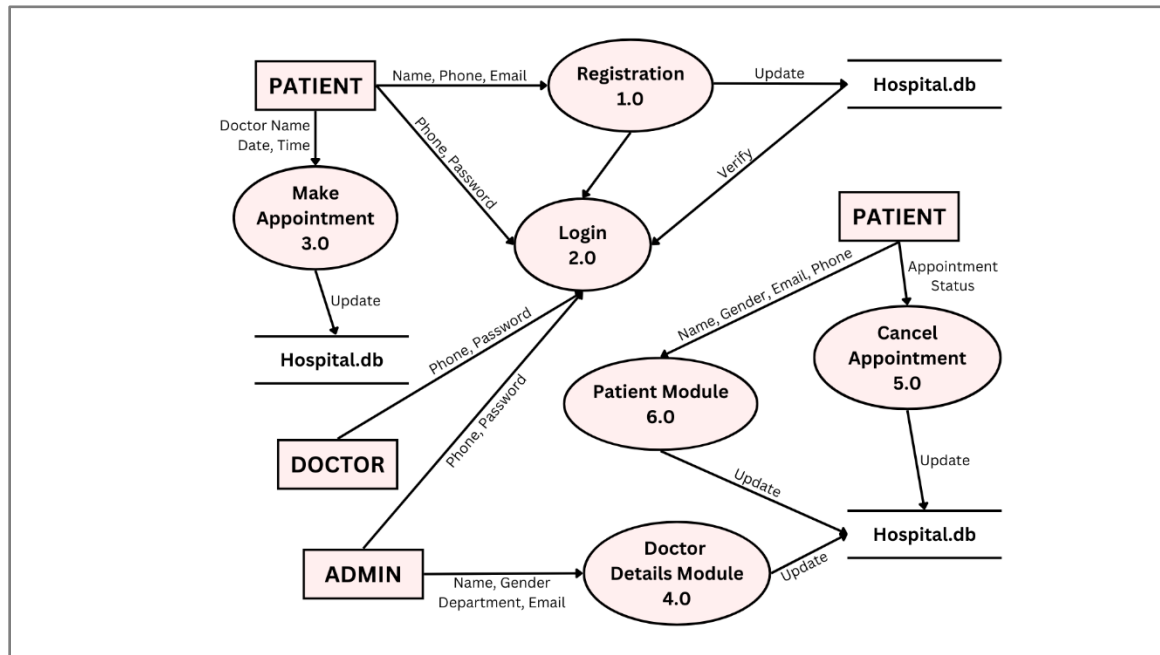 PATIENT
Name, Phone, Email
Registration
1.0
Update
Hospital.db
Doctor Name
Date, Time
Phone, Password
Verify
Make
Appointment
3.0
Login
2.0
PATIENT
Update
Name, Gender, Email, Phone
Appointment
Status
Hospital.db
Phone, Password
Cancel
Appointment
5.0
Patient Module
6.0
Phone, Password
DOCTOR
Update
Update
Hospital.db
ADMIN
Name, Gender
Department, Email
Doctor
Details Module
4.0
Update